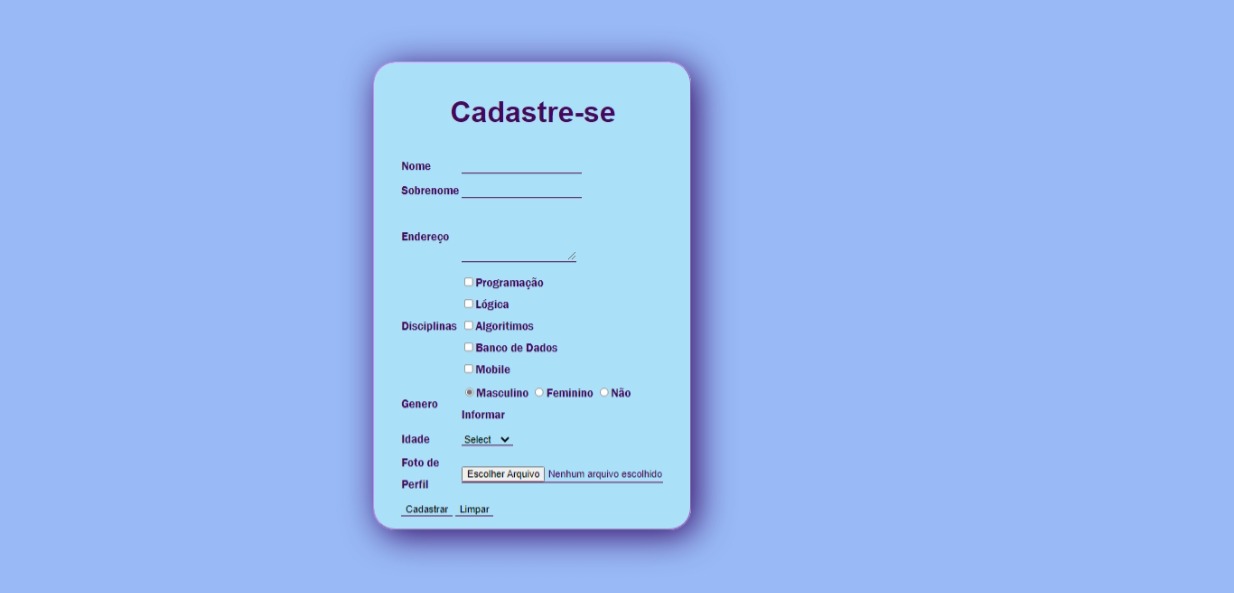 Cadastre-se
Nome
Sobrenome
Endereço
Programação
Lógica
Disciplinas Algoritimos
Banco de Dados
Mobile
Masculino Feminino Não
Genero
Informar
Idade Select
Foto de
Escolher Arquivo Nenhum arquivo escolhido
Perfil
Cadastrar Limpar